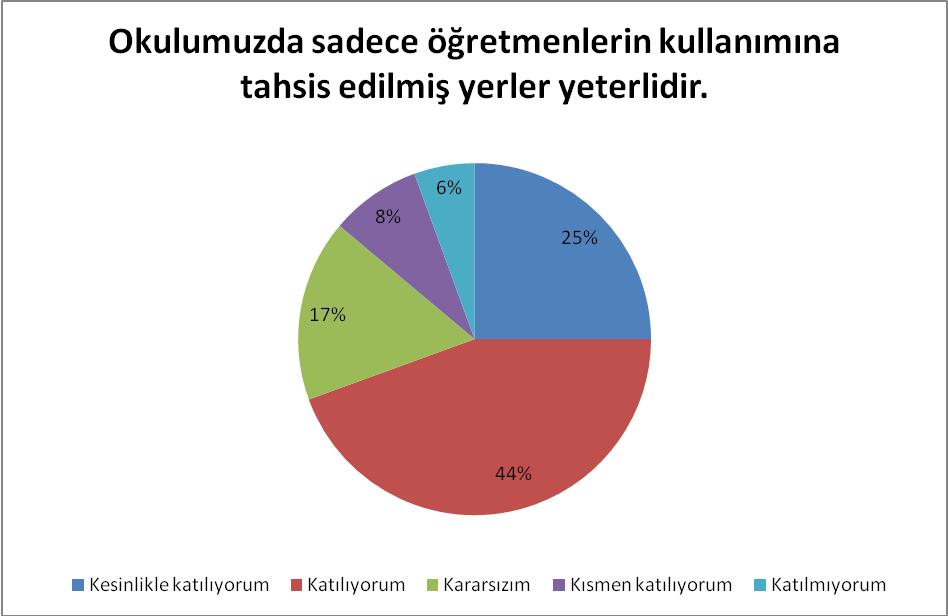 Okulumuzda sadece öğretmenlerin kullanımına
tahsis edilmiş yerler yeterlidir.
6%
8%
25%
17%
44%
Kesinlikle katılıyorum Katılıyorum Kararsızım Kısmen katılıyorum Katılmıyorum